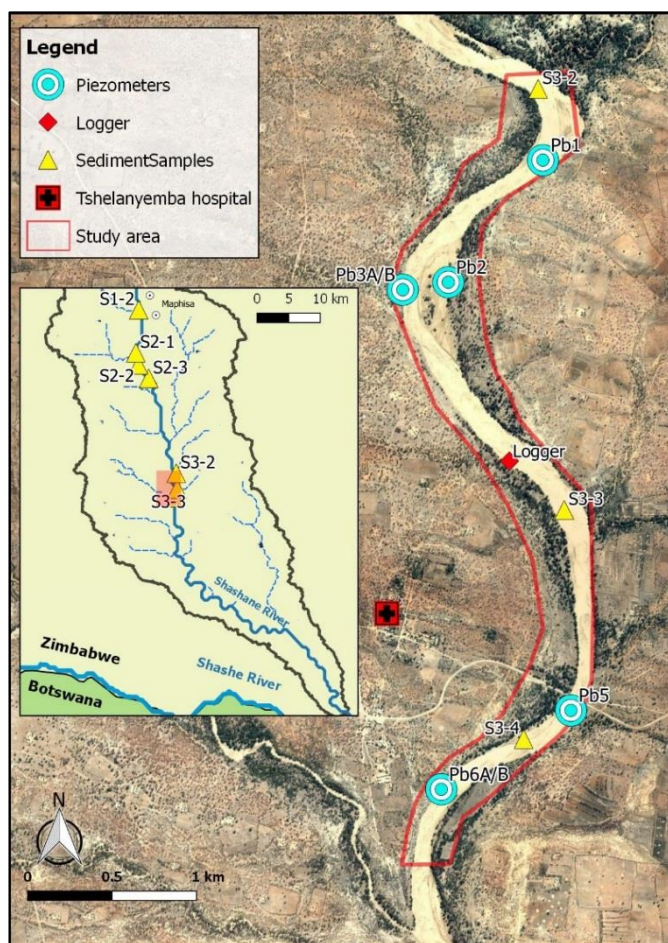 Legend
Piezometers
Logger
SedimentSamples
Tshelanyemba hospital
Study area
S3-2
Pb1
Pb3A/B
Pb2
Logger
S3-3
Pb5
S3-4
Pb6A/B
0 5 10 km
S1-2
Maphisa
S2-1
S2-2
S2-3
S3-2
S3-3
Shashane River
Zimbabwe
Shashe River
Botswana
N
0 0.5 1 km